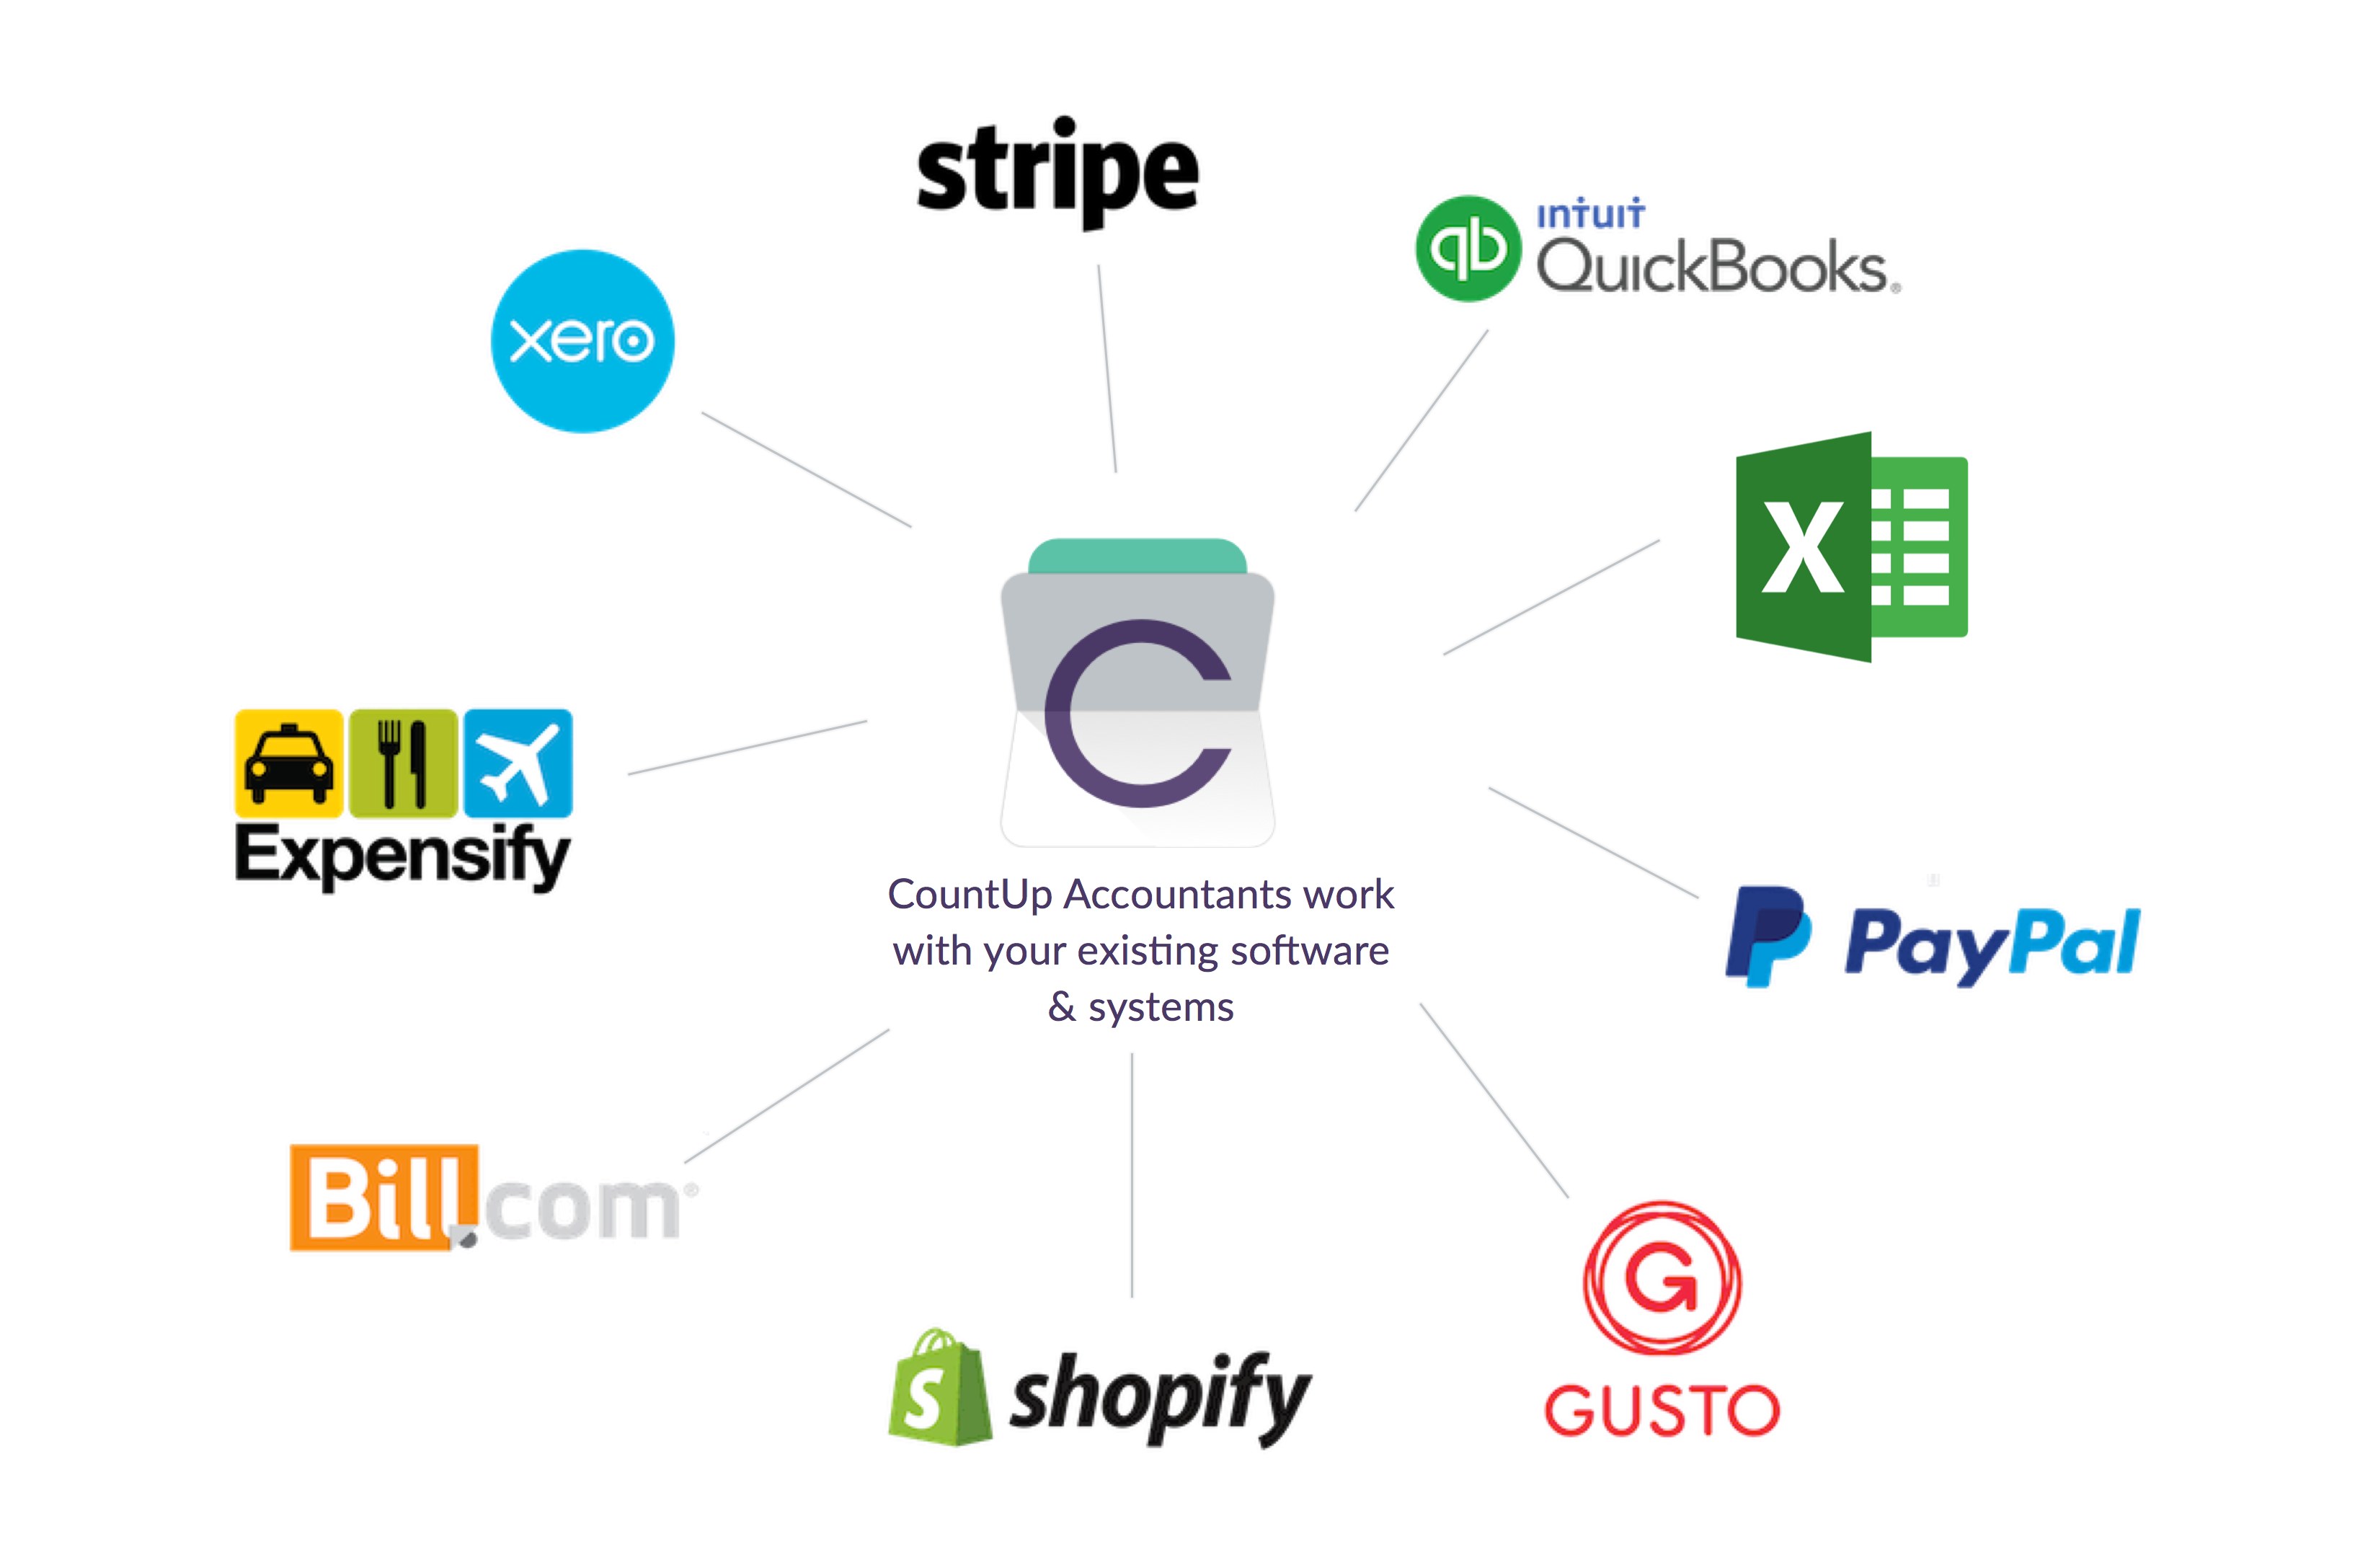 stripe
intuit
QuickBooks®
xero
X
C
Expensify
CountUp Accountants work
with your existing software
& systems
P PayPal
Bill.com®
G
GUSTO
S shopify